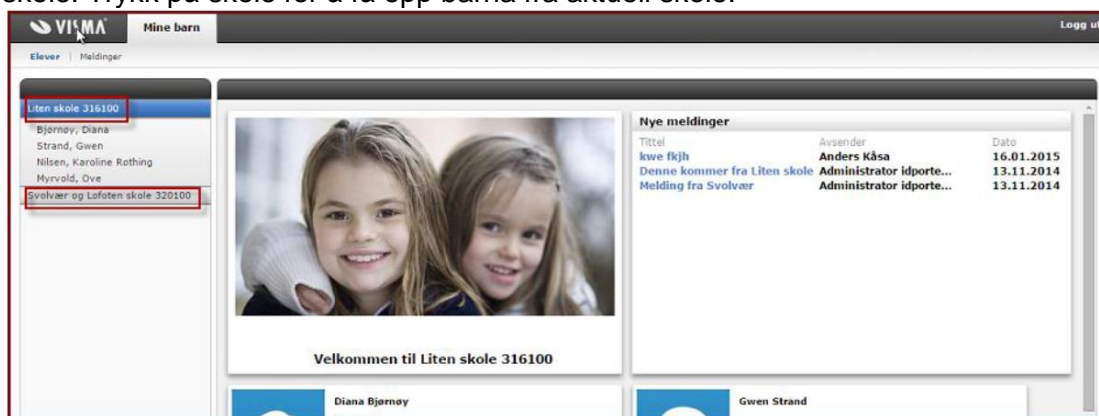 skole. Trykk på skole for å få opp barna fra aktuell skole.
VISMA
Mine barn
Logg ut
Elever | Meldinger
Liten skole 316100
Bjørnøy, Diana
Strand, Gwen
Nilsen, Karoline Røthing
Myrvold, Ove
Svolvær og Lofoten skole 320100
Velkommen til Liten skole 316100
Nye meldinger
Tittel Avsender Dato
kwe fkjh Anders Kåsa 16.01.2015
Denne kommer fra Liten skole Administrator idporte... 13.11.2014
Melding fra Svolvær Administrator idporte... 13.11.2014
Diana Bjørnøy
Gwen Strand